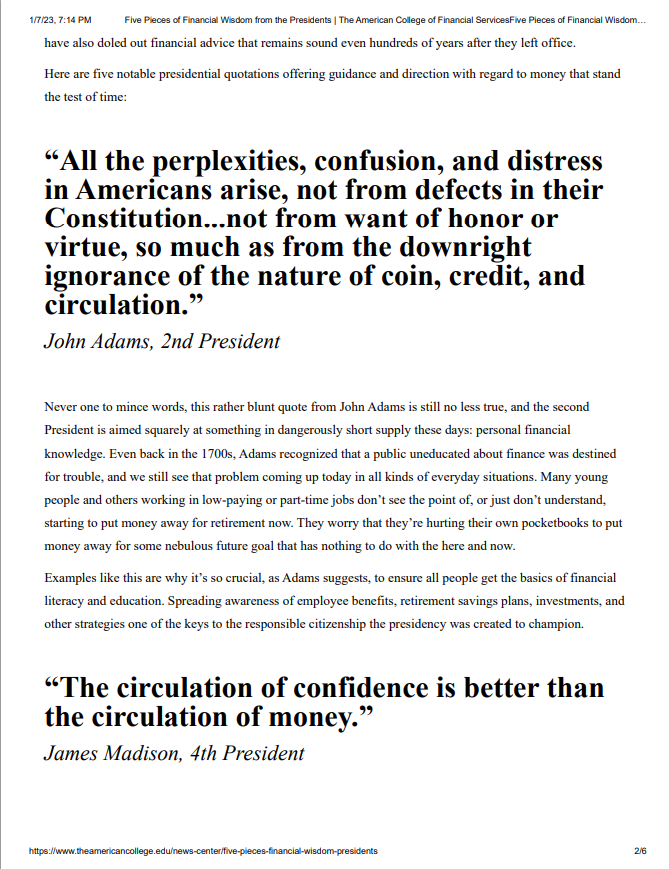 1/7/23, 7:14 PM Five Pieces of Financial Wisdom from the Presidents | The American College of Financial ServicesFive Pieces of Financial Wisdom…
have also doled out financial advice that remains sound even hundreds of years after they left office.
Here are five notable presidential quotations offering guidance and direction with regard to money that stand
the test of time:
“All the perplexities, confusion, and distress
in Americans arise, not from defects in their
Constitution...not from want of honor or
virtue, so much as from the downright
ignorance of the nature of coin, credit, and
circulation.”
John Adams, 2nd President
Never one to mince words, this rather blunt quote from John Adams is still no less true, and the second
President is aimed squarely at something in dangerously short supply these days: personal financial
knowledge. Even back in the 1700s, Adams recognized that a public uneducated about finance was destined
for trouble, and we still see that problem coming up today in all kinds of everyday situations. Many young
people and others working in low-paying or part-time jobs don’t see the point of, or just don’t understand,
starting to put money away for retirement now. They worry that they’re hurting their own pocketbooks to put
money away for some nebulous future goal that has nothing to do with the here and now.
Examples like this are why it’s so crucial, as Adams suggests, to ensure all people get the basics of financial
literacy and education. Spreading awareness of employee benefits, retirement savings plans, investments, and
other strategies one of the keys to the responsible citizenship the presidency was created to champion.
“The circulation of confidence is better than
the circulation of money.”
James Madison, 4th President
https://www.theamericancollege.edu/news-center/five-pieces-financial-wisdom-presidents 2/6